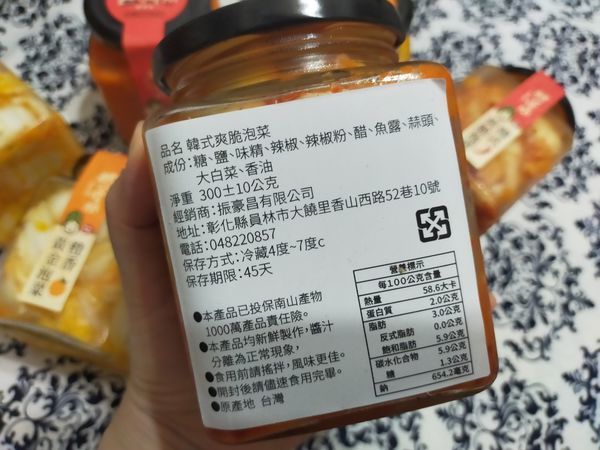 品名 韓式爽脆泡菜
成份:糖、鹽、味精、辣椒、辣椒粉、醋、魚露、蒜頭、
大白菜、香油
淨重 300±10公克
經銷商:振豪昌有限公司
地址:彰化縣員林市大饒里香山西路52巷10號
電話:048220857
保存方式:冷藏4度~7度c
保存期限:45天
●本產品已投保南山產物
1000萬產品責任險。
●本產品均新鮮製作,醬汁
分離為正常現象,
●食用前請搖拌,風味更佳。
●開封後請儘速食用完畢。
●原產地 台灣
營養標示
每100公克含量
熱量 58.6大卡
蛋白質 2.0公克
脂肪 3.0公克
反式脂肪 0.0公克
飽和脂肪 5.9公克
碳水化合物 5.9公克
糖 1.3公克
鈉 654.2毫克
橙香
黃金泡菜